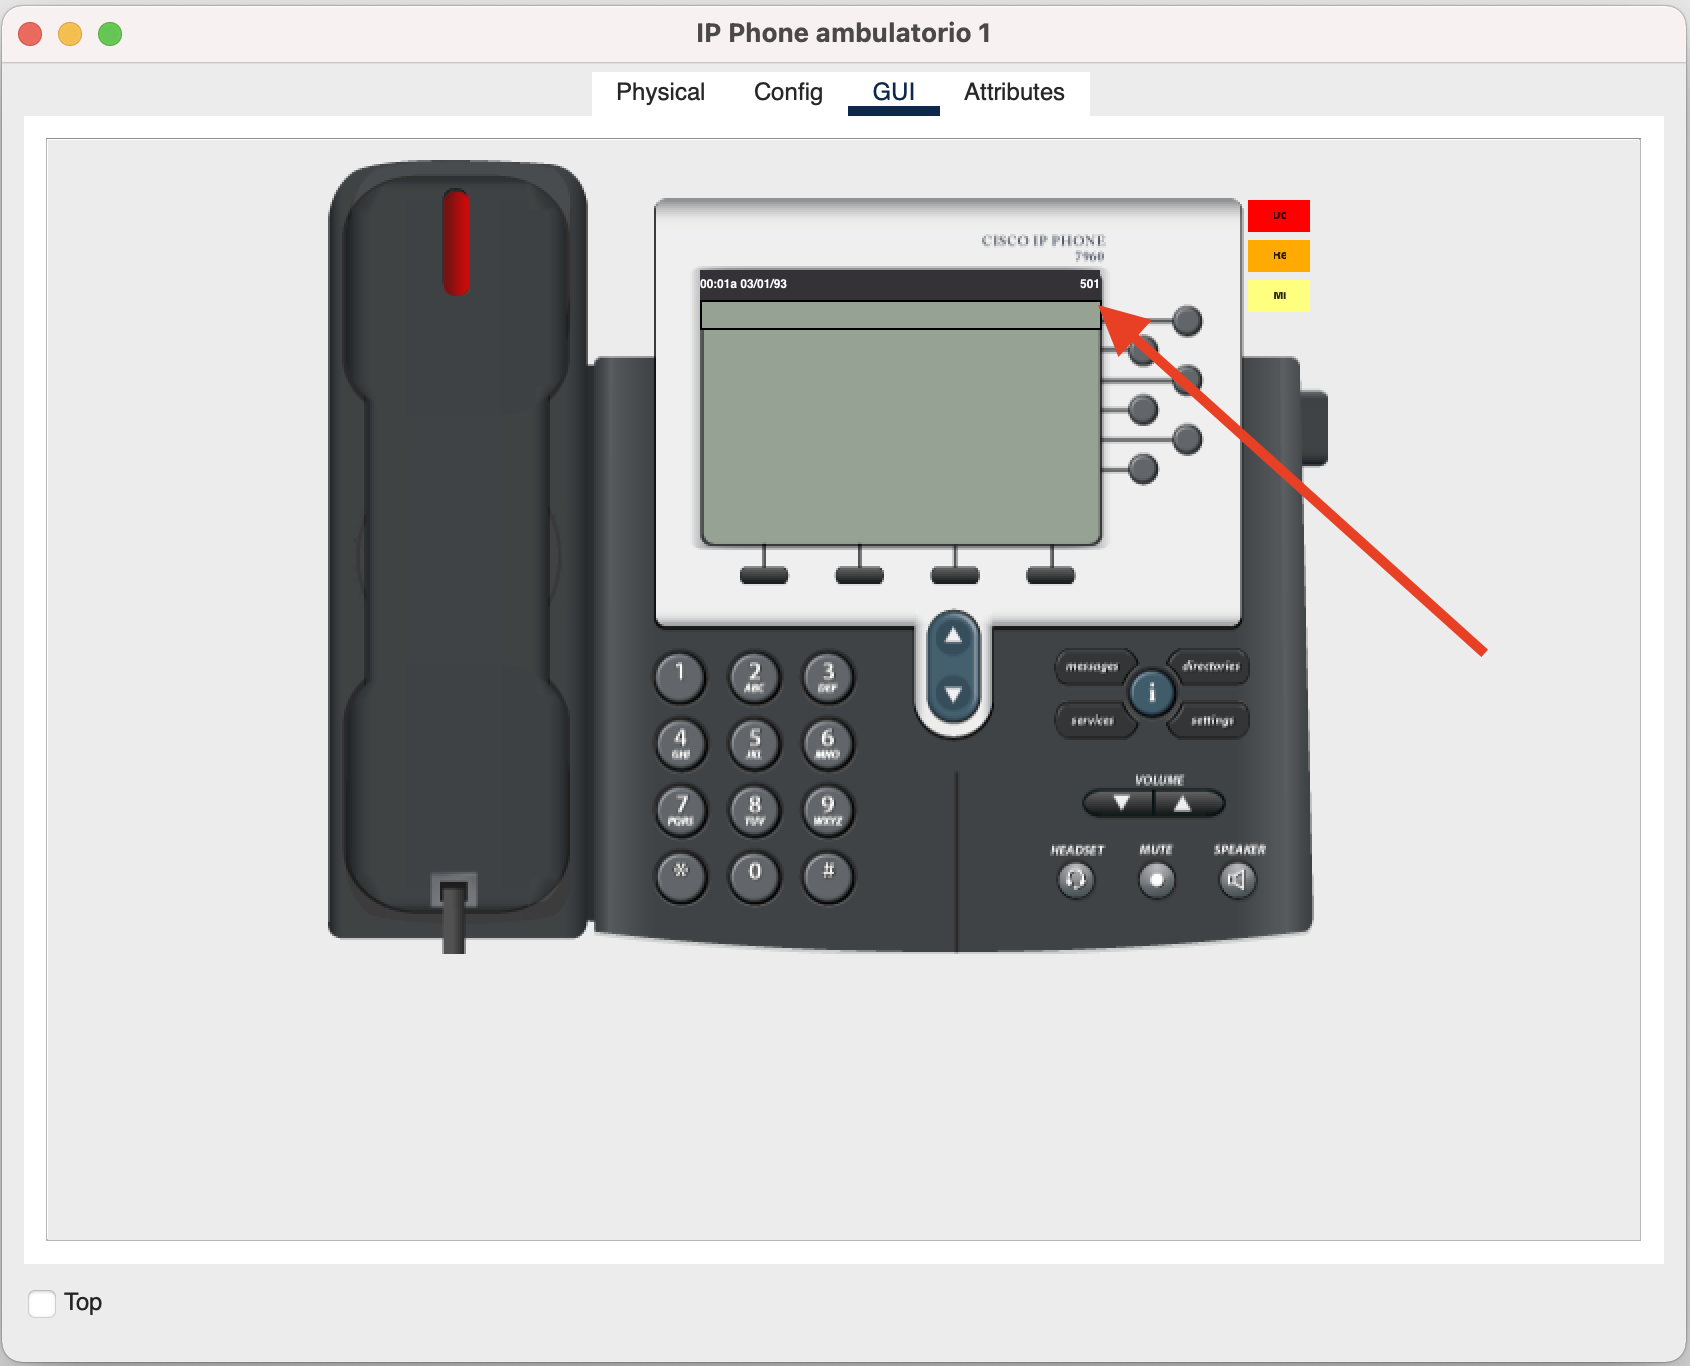 IP Phone ambulatorio 1
Physical Config GUI Attributes
CISCO IP PHONE
7960
00:01a 03/01/93 501
Do
Re
Mi
1 2 3
ABC DEF
4 5 6
GHI JKL MNO
7 8 9
PQRS TUV WXYZ
* 0 #
messages directories
i
services settings
VOLUME
HEADSET MUTE SPEAKER
Top